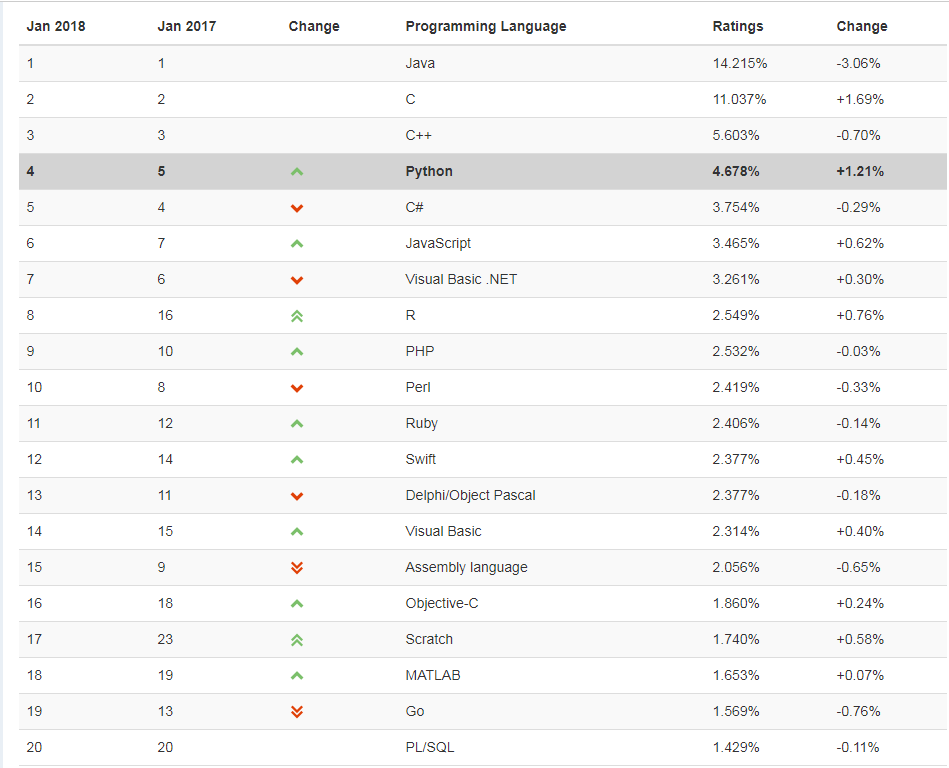 Jan 2018 Jan 2017 Change Programming Language Ratings Change
1 1 Java 14.215% -3.06%
2 2 C 11.037% +1.69%
3 3 C++ 5.603% -0.70%
4 5 Python 4.678% +1.21%
5 4 C# 3.754% -0.29%
6 7 JavaScript 3.465% +0.62%
7 6 Visual Basic .NET 3.261% +0.30%
8 16 R 2.549% +0.76%
9 10 PHP 2.532% -0.03%
10 8 Perl 2.419% -0.33%
11 12 Ruby 2.406% -0.14%
12 14 Swift 2.377% +0.45%
13 11 Delphi/Object Pascal 2.377% -0.18%
14 15 Visual Basic 2.314% +0.40%
15 9 Assembly language 2.056% -0.65%
16 18 Objective-C 1.860% +0.24%
17 23 Scratch 1.740% +0.58%
18 19 MATLAB 1.653% +0.07%
19 13 Go 1.569% -0.76%
20 20 PL/SQL 1.429% -0.11%